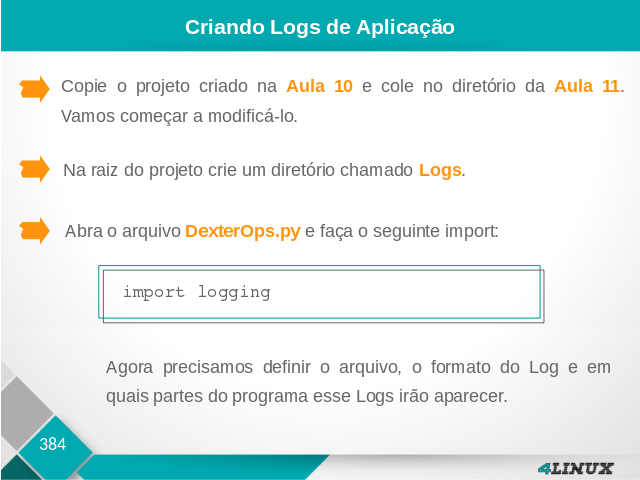 Criando Logs de Aplicação
Copie o projeto criado na Aula 10 e cole no diretório da Aula 11.
Vamos começar a modificá-lo.
Na raiz do projeto crie um diretório chamado Logs.
Abra o arquivo DexterOps.py e faça o seguinte import:
import logging
Agora precisamos definir o arquivo, o formato do Log e em
quais partes do programa esse Logs irão aparecer.
384
4LINUX